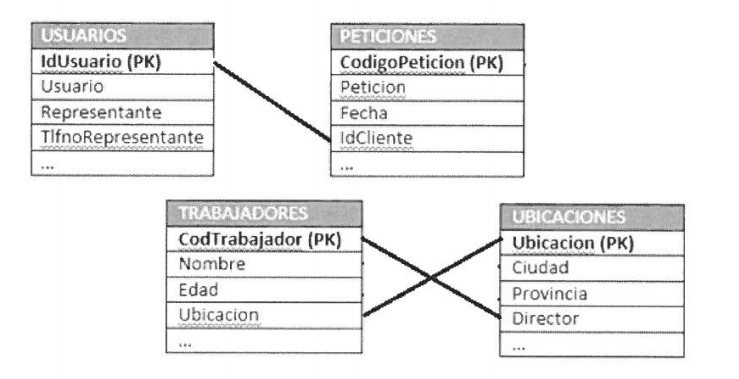 USUARIOS
IdUsuario (PK)
Usuario
Representante
TlfnoRepresentante
...
PETICIONES
CodigoPeticion (PK)
Peticion
Fecha
IdCliente
...
TRABAJADORES
CodTrabajador (PK)
Nombre
Edad
Ubicacion
...
UBICACIONES
Ubicacion (PK)
Ciudad
Provincia
Director
...